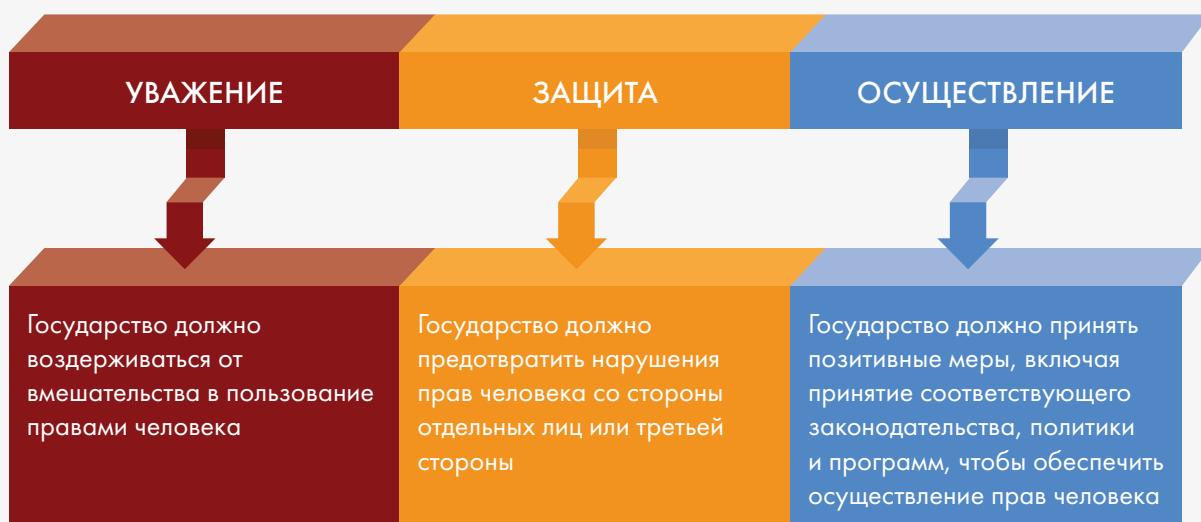 УВАЖЕНИЕ
ЗАЩИТА
ОСУЩЕСТВЛЕНИЕ
Государство должно
воздерживаться от
вмешательства в пользование
правами человека
Государство должно
предотвратить нарушения
прав человека со стороны
отдельных лиц или третьей
стороны
Государство должно принять
позитивные меры, включая
принятие соответствующего
законодательства, политики
и программ, чтобы обеспечить
осуществление прав человека